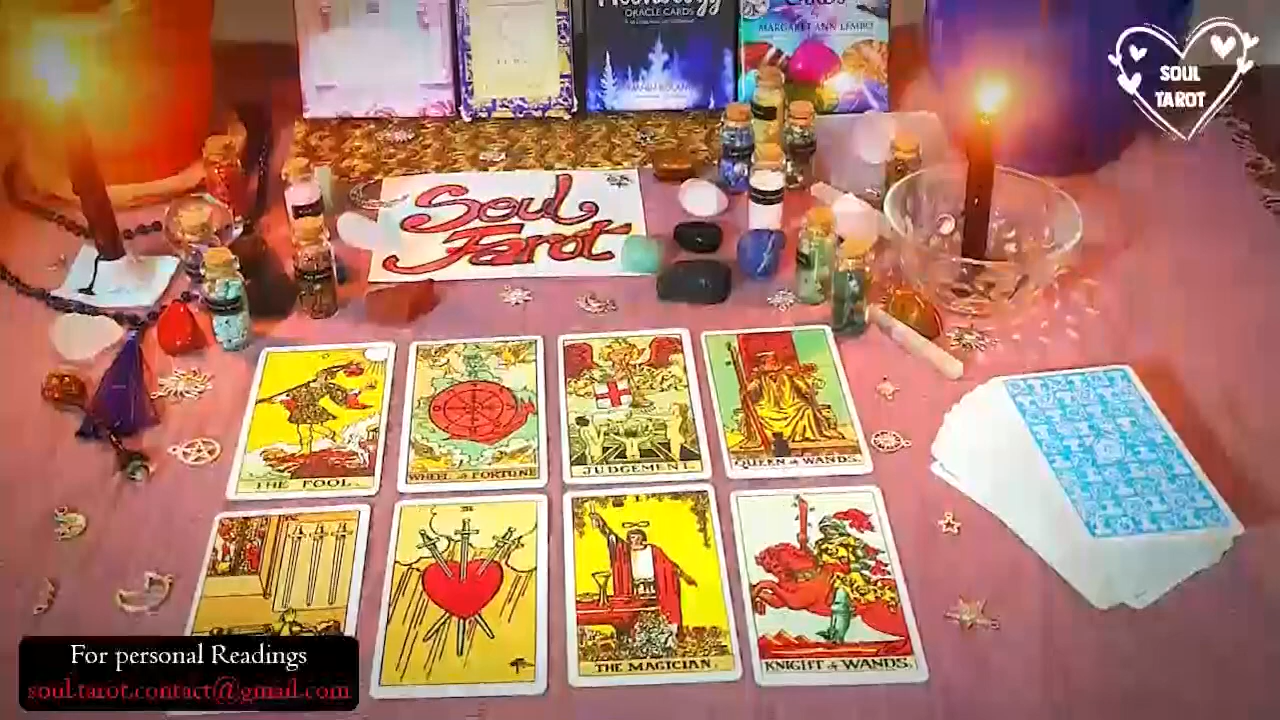 ORACLE CARDS
MARGARET ANN LEMBO
SOUL
TAROT
Soul
Tarot
THE FOOL.
WHEEL of FORTUNE
JUDGEMENT.
QUEEN of WANDS.
III
THE MAGICIAN.
KNIGHT of WANDS.
For personal Readings
soul.tarot.contact@gmail.com